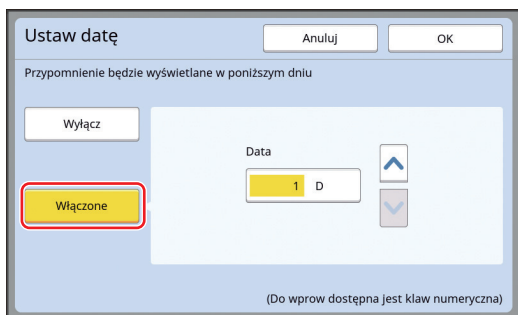 Ustaw datę
Anuluj
OK
Przypomnienie będzie wyświetlane w poniższym dniu
Wyłącz
Data
1 D
Włączone
(Do wprow dostępna jest klaw numeryczna)